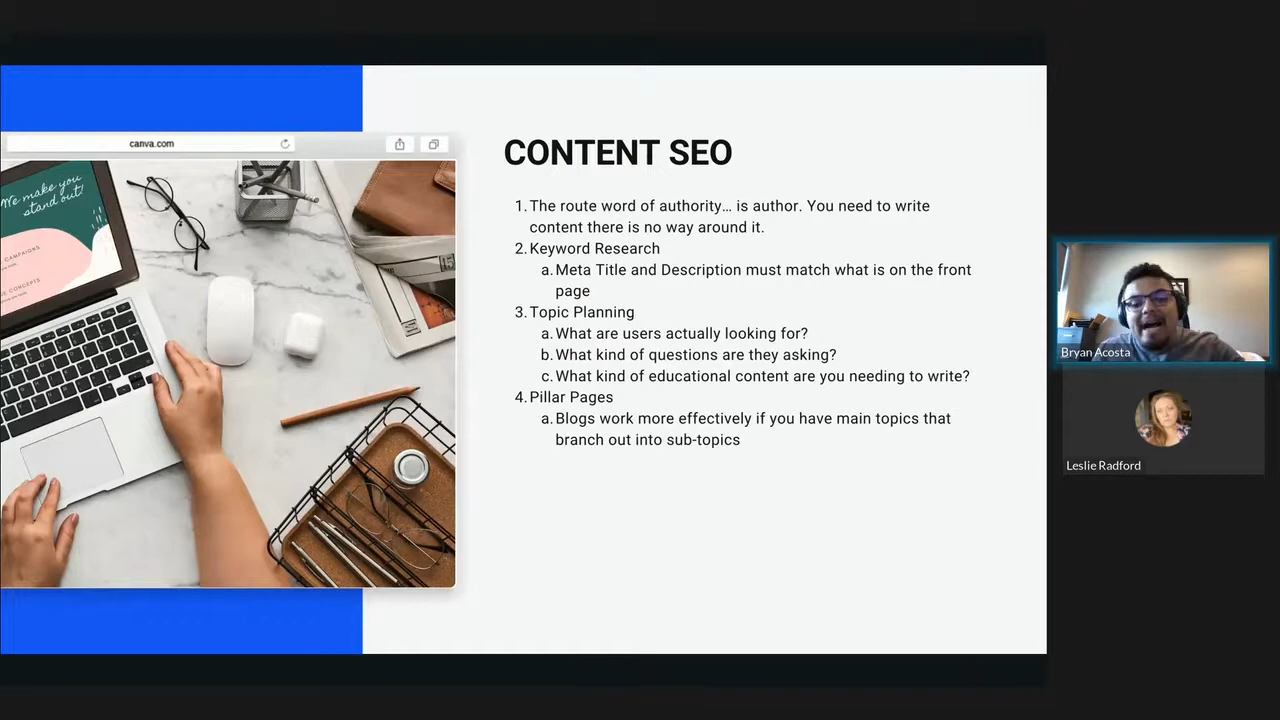 canva.com
We make you
stand out!
CAMPAIGNS
CONCEPTS
CONTENT SEO
1. The route word of authority... is author. You need to write
content there is no way around it.
2. Keyword Research
a. Meta Title and Description must match what is on the front
page
3. Topic Planning
a. What are users actually looking for?
b. What kind of questions are they asking?
c. What kind of educational content are you needing to write?
4. Pillar Pages
a. Blogs work more effectively if you have main topics that
branch out into sub-topics
Bryan Acosta
Leslie Radford